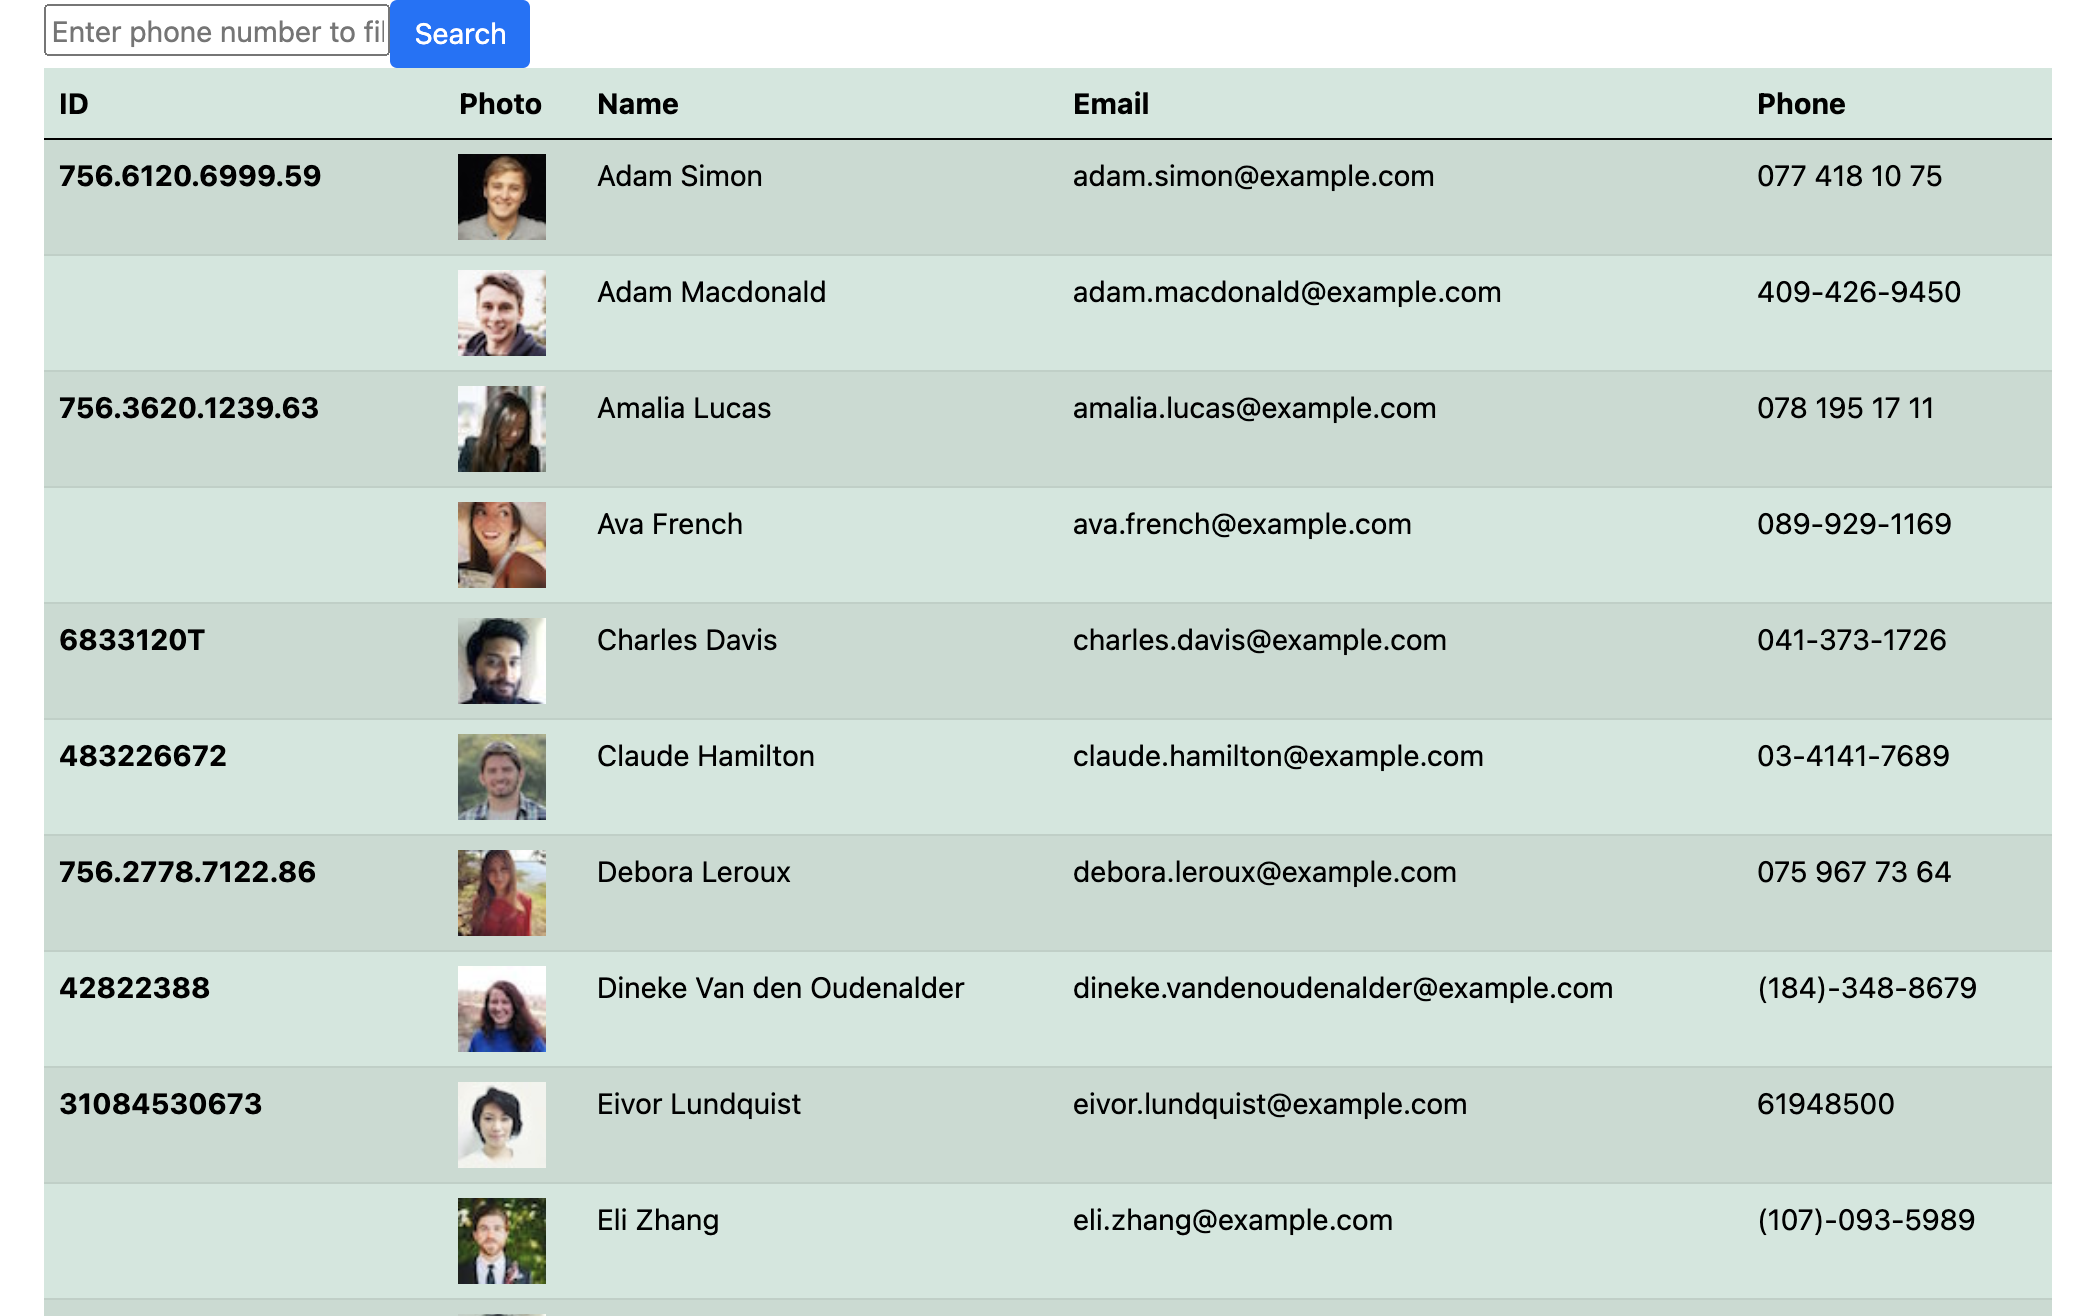 Enter phone number to fil Search
ID Photo Name Email Phone
756.6120.6999.59 Adam Simon adam.simon@example.com 077 418 10 75
Adam Macdonald adam.macdonald@example.com 409-426-9450
756.3620.1239.63 Amalia Lucas amalia.lucas@example.com 078 195 17 11
Ava French ava.french@example.com 089-929-1169
6833120T Charles Davis charles.davis@example.com 041-373-1726
483226672 Claude Hamilton claude.hamilton@example.com 03-4141-7689
756.2778.7122.86 Debora Leroux debora.leroux@example.com 075 967 73 64
42822388 Dineke Van den Oudenalder dineke.vandenoudenalder@example.com (184)-348-8679
31084530673 Eivor Lundquist eivor.lundquist@example.com 61948500
Eli Zhang eli.zhang@example.com (107)-093-5989